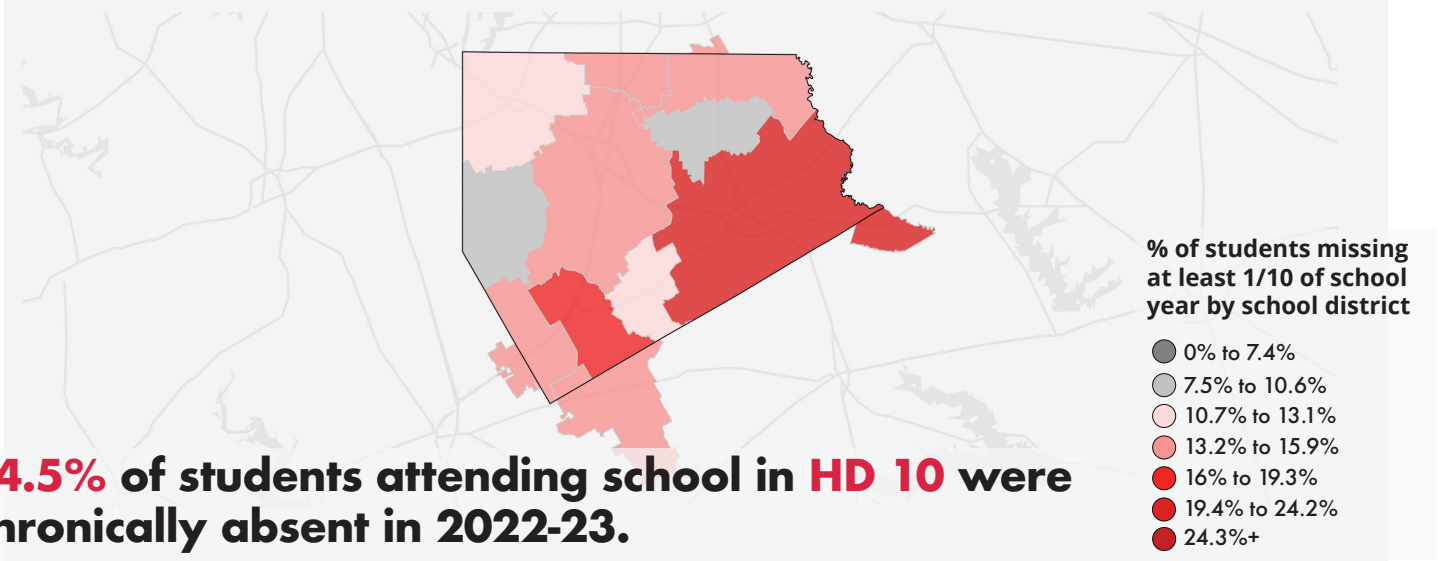 % of students missing
at least 1/10 of school
year by school district
0% to 7.4%
7.5% to 10.6%
10.7% to 13.1%
13.2% to 15.9%
16% to 19.3%
19.4% to 24.2%
24.3%+
4.5% of students attending school in HD 10 were
hronically absent in 2022-23.